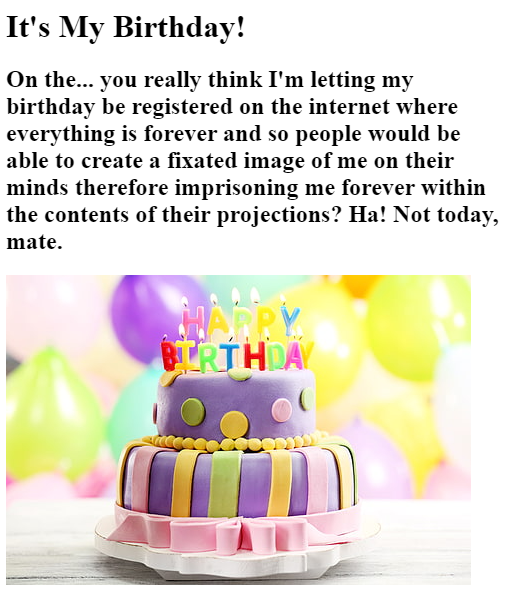 It's My Birthday!
On the... you really think I'm letting my
birthday be registered on the internet where
everything is forever and so people would be
able to create a fixated image of me on their
minds therefore imprisoning me forever within
the contents of their projections? Ha! Not today,
mate.
HAPPY
BIRTHDAY